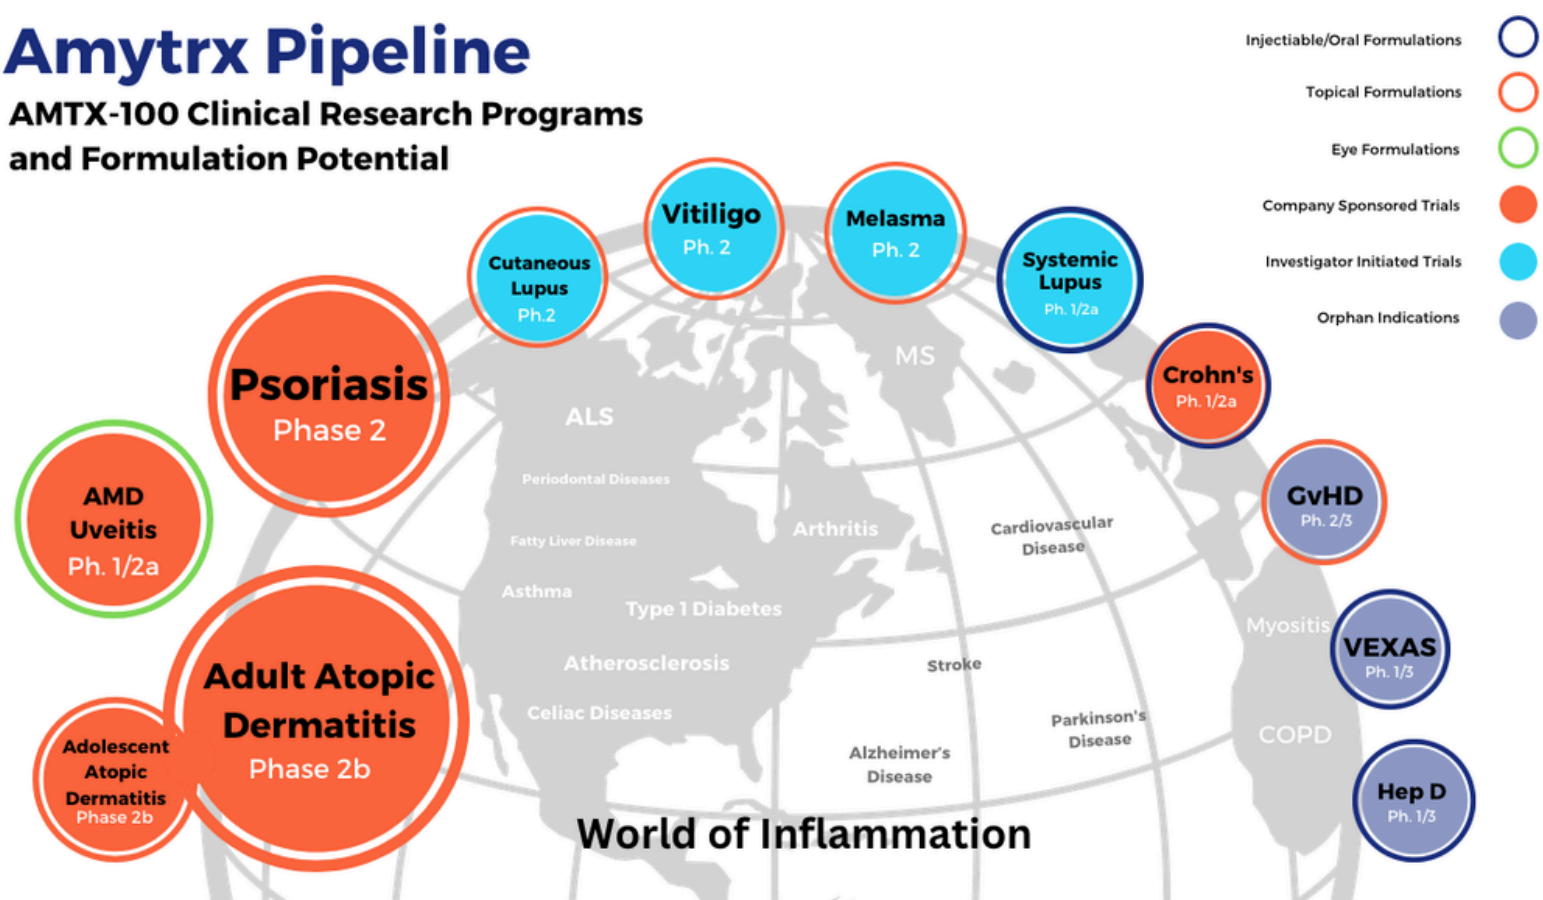 Amytrx Pipeline
AMTX-100 Clinical Research Programs
and Formulation Potential
Injectiable/Oral Formulations
Topical Formulations
Eye Formulations
Company Sponsored Trials
Investigator Initiated Trials
Orphan Indications
Adolescent
Atopic
Dermatitis
Phase 2b
Adult Atopic
Dermatitis
Phase 2b
AMD
Uveitis
Ph. 1/2a
Psoriasis
Phase 2
Cutaneous
Lupus
Ph.2
Vitiligo
Ph. 2
Melasma
Ph. 2
Systemic
Lupus
Ph. 1/2a
Crohn's
Ph. 1/2a
GvHD
Ph. 2/3
VEXAS
Ph. 1/3
Hep D
Ph. 1/3
MS
ALS
Periodontal Diseases
Arthritis
Cardiovascular
Disease
Fatty Liver Disease
Asthma
Type 1 Diabetes
Myositis
Atherosclerosis
Stroke
Celiac Diseases
Parkinson's
Disease
COPD
Alzheimer's
Disease
World of Inflammation